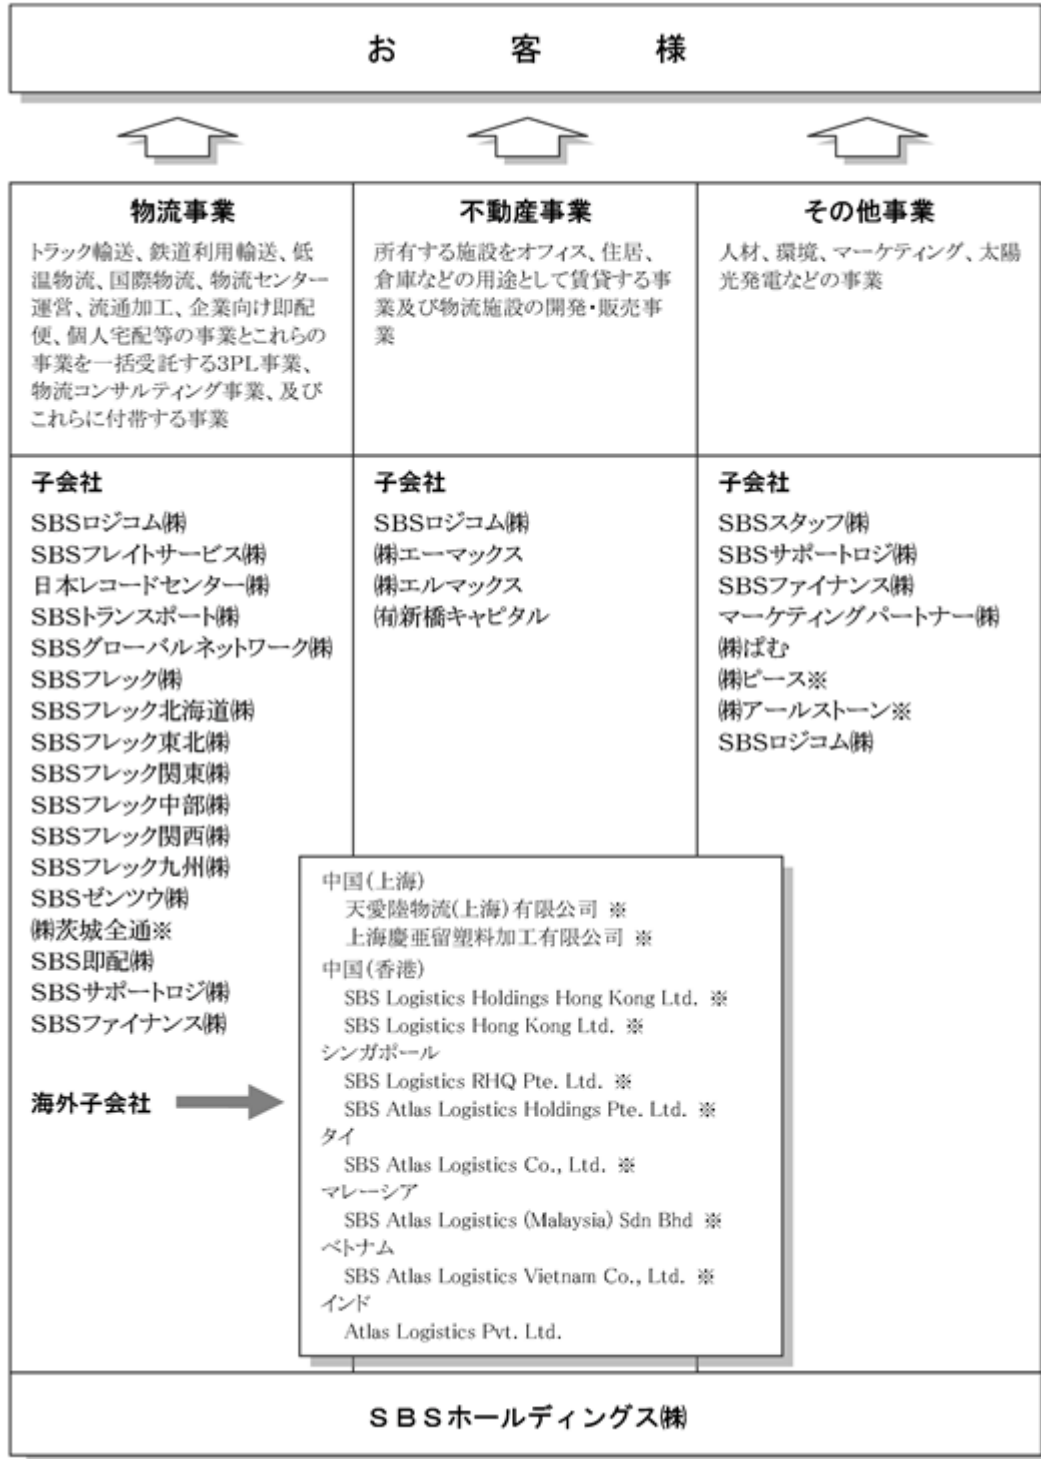 お客様
物流事業
トラック輸送、鉄道利用輸送、低
温物流、国際物流、物流センター
運営、流通加工、企業向け即配
便、個人宅配等の事業とこれらの
事業を一括受託する3PL事業、
物流コンサルティング事業、及び
これらに付帯する事業
不動産事業
所有する施設をオフィス、住居、
倉庫などの用途として賃貸する事
業及び物流施設の開発・販売事
業
その他事業
人材、環境、マーケティング、太陽
光発電などの事業
子会社
SBSロジコム㈱
SBSフレイトサービス㈱
日本レコードセンター㈱
SBSトランスポート㈱
SBSグローバルネットワーク㈱
SBSフレック㈱
SBSフレック北海道㈱
SBSフレック東北㈱
SBSフレック関東㈱
SBSフレック中部㈱
SBSフレック関西㈱
SBSフレック九州㈱
SBSゼンツウ㈱
㈱茨城全通※
SBS即配㈱
SBSサポートロジ㈱
SBSファイナンス㈱
海外子会社
子会社
SBSロジコム㈱
㈱エーマックス
㈱エルマックス
㈲新橋キャピタル
子会社
SBSスタッフ㈱
SBSサポートロジ㈱
SBSファイナンス㈱
マーケティングパートナー㈱
㈱ぱむ
㈱ピース※
㈱アールストーン※
SBSロジコム㈱
中国(上海)
天愛陸物流(上海)有限公司 ※
上海慶亜留塑料加工有限公司 ※
中国(香港)
SBS Logistics Holdings Hong Kong Ltd. ※
SBS Logistics Hong Kong Ltd. ※
シンガポール
SBS Logistics RHQ Pte. Ltd. ※
SBS Atlas Logistics Holdings Pte. Ltd. ※
タイ
SBS Atlas Logistics Co., Ltd. ※
マレーシア
SBS Atlas Logistics (Malaysia) Sdn Bhd ※
ベトナム
SBS Atlas Logistics Vietnam Co., Ltd. ※
インド
Atlas Logistics Pvt. Ltd.
ＳＢＳホールディングス㈱